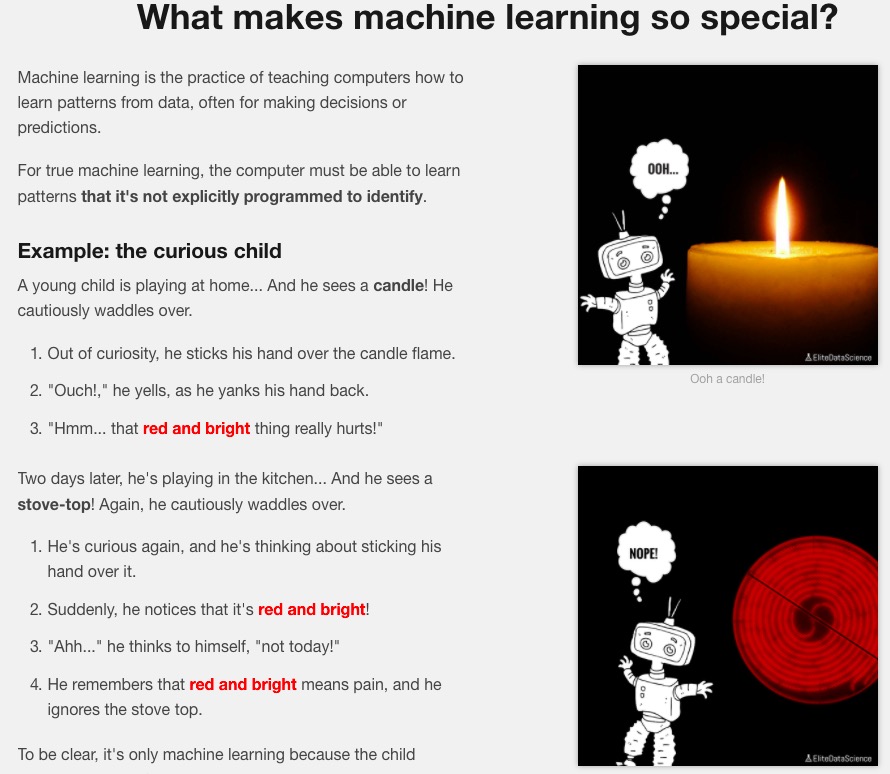 What makes machine learning so special?
Machine learning is the practice of teaching computers how to
learn patterns from data, often for making decisions or
predictions.
For true machine learning, the computer must be able to learn
patterns that it's not explicitly programmed to identify.
Example: the curious child
A young child is playing at home... And he sees a candle! He
cautiously waddles over.
1. Out of curiosity, he sticks his hand over the candle flame.
2. "Ouch!," he yells, as he yanks his hand back.
3. "Hmm... that red and bright thing really hurts!"
OOH...
EliteDataScience
Ooh a candle!
Two days later, he's playing in the kitchen... And he sees a
stove-top! Again, he cautiously waddles over.
1. He's curious again, and he's thinking about sticking his
hand over it.
2. Suddenly, he notices that it's red and bright!
3. "Ahh..." he thinks to himself, "not today!"
4. He remembers that red and bright means pain, and he
ignores the stove top.
To be clear, it's only machine learning because the child
NOPE!
EliteDataScience